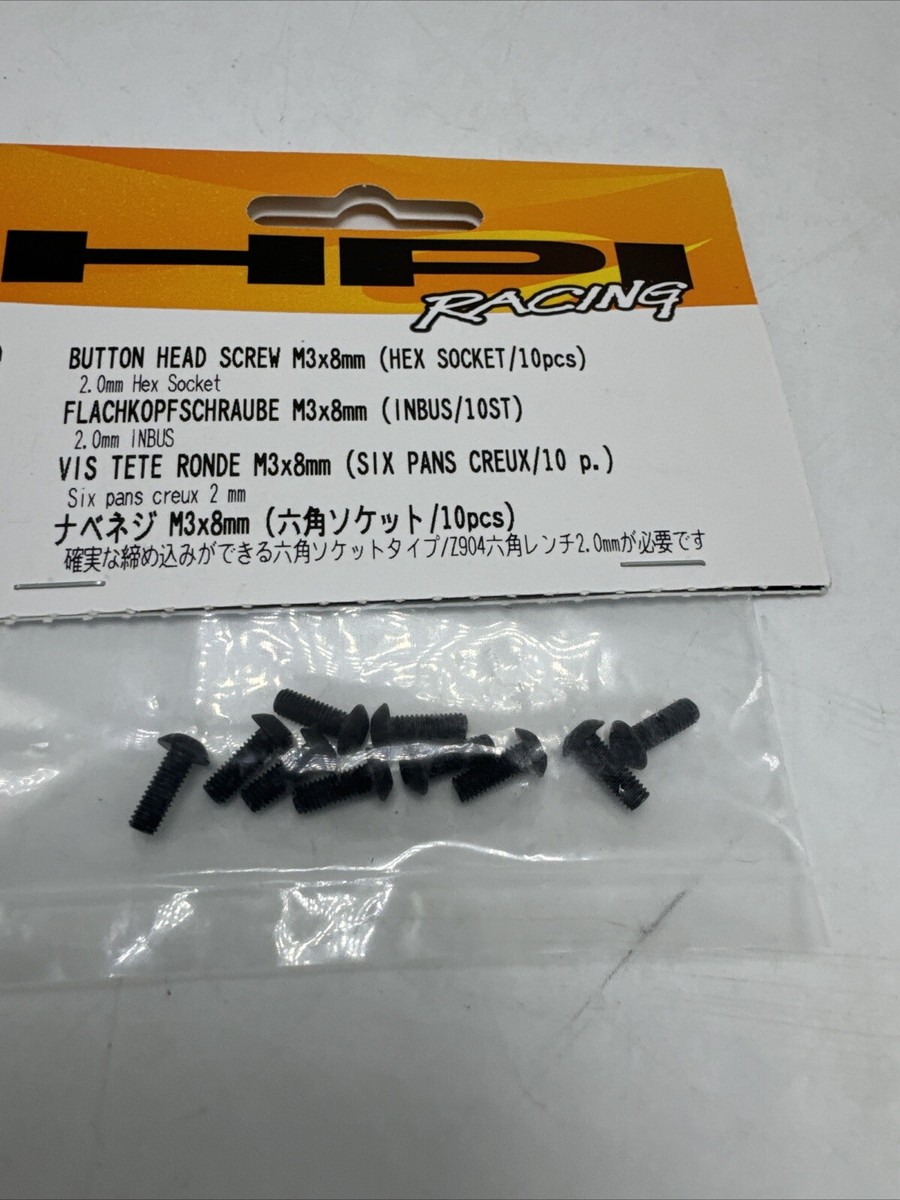 HPI
RACING
BUTTON HEAD SCREW M3x8mm (HEX SOCKET/10pcs)
2.0mm Hex Socket
FLACHKOPFSCHRAUBE M3x8mm (INBUS/10ST)
2.0mm INBUS
VIS TETE RONDE M3x8mm (SIX PANS CREUX/10 p.)
Six pans creux 2 mm
ナベネジ M3x8mm (六角ソケット/10pcs)
確実な締め込みができる六角ソケットタイプ/Z904六角レンチ2.0mmが必要です